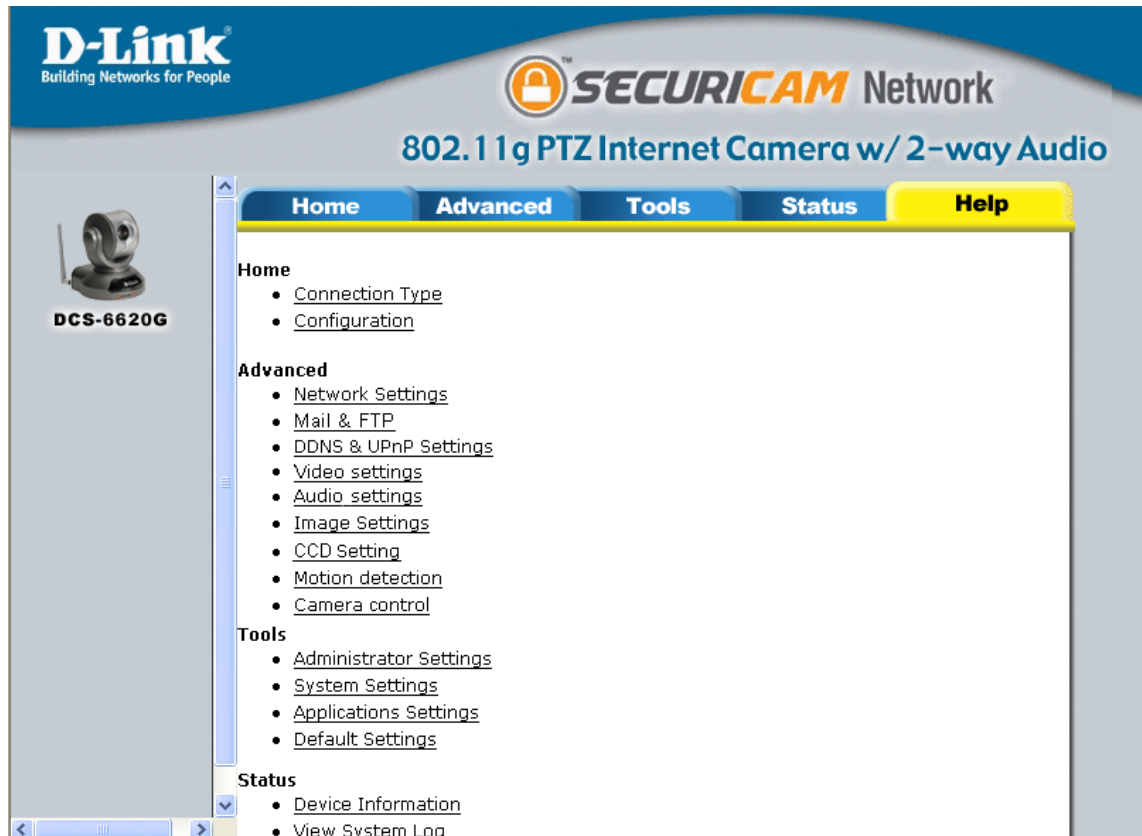 D-Link®
Building Networks for People
™SECURICAM Network
802.11g PTZ Internet Camera w/ 2-way Audio
Home Advanced Tools Status Help
DCS-6620G
Home
Connection Type
Configuration
Advanced
Network Settings
Mail & FTP
DDNS & UPnP Settings
Video settings
Audio settings
Image Settings
CCD Setting
Motion detection
Camera control
Tools
Administrator Settings
System Settings
Applications Settings
Default Settings
Status
Device Information
View System Log